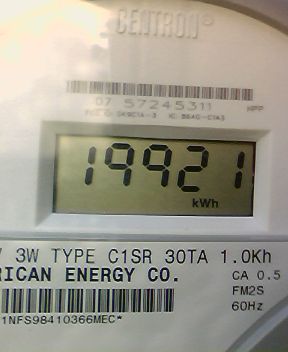 CENTRON®
07 57245311
19921
kWh
3W TYPE C1SR 30TA 1.0Kh
RICAN ENERGY CO.
CA 0.5
FM2S
60Hz
1NFS98410366MEC*